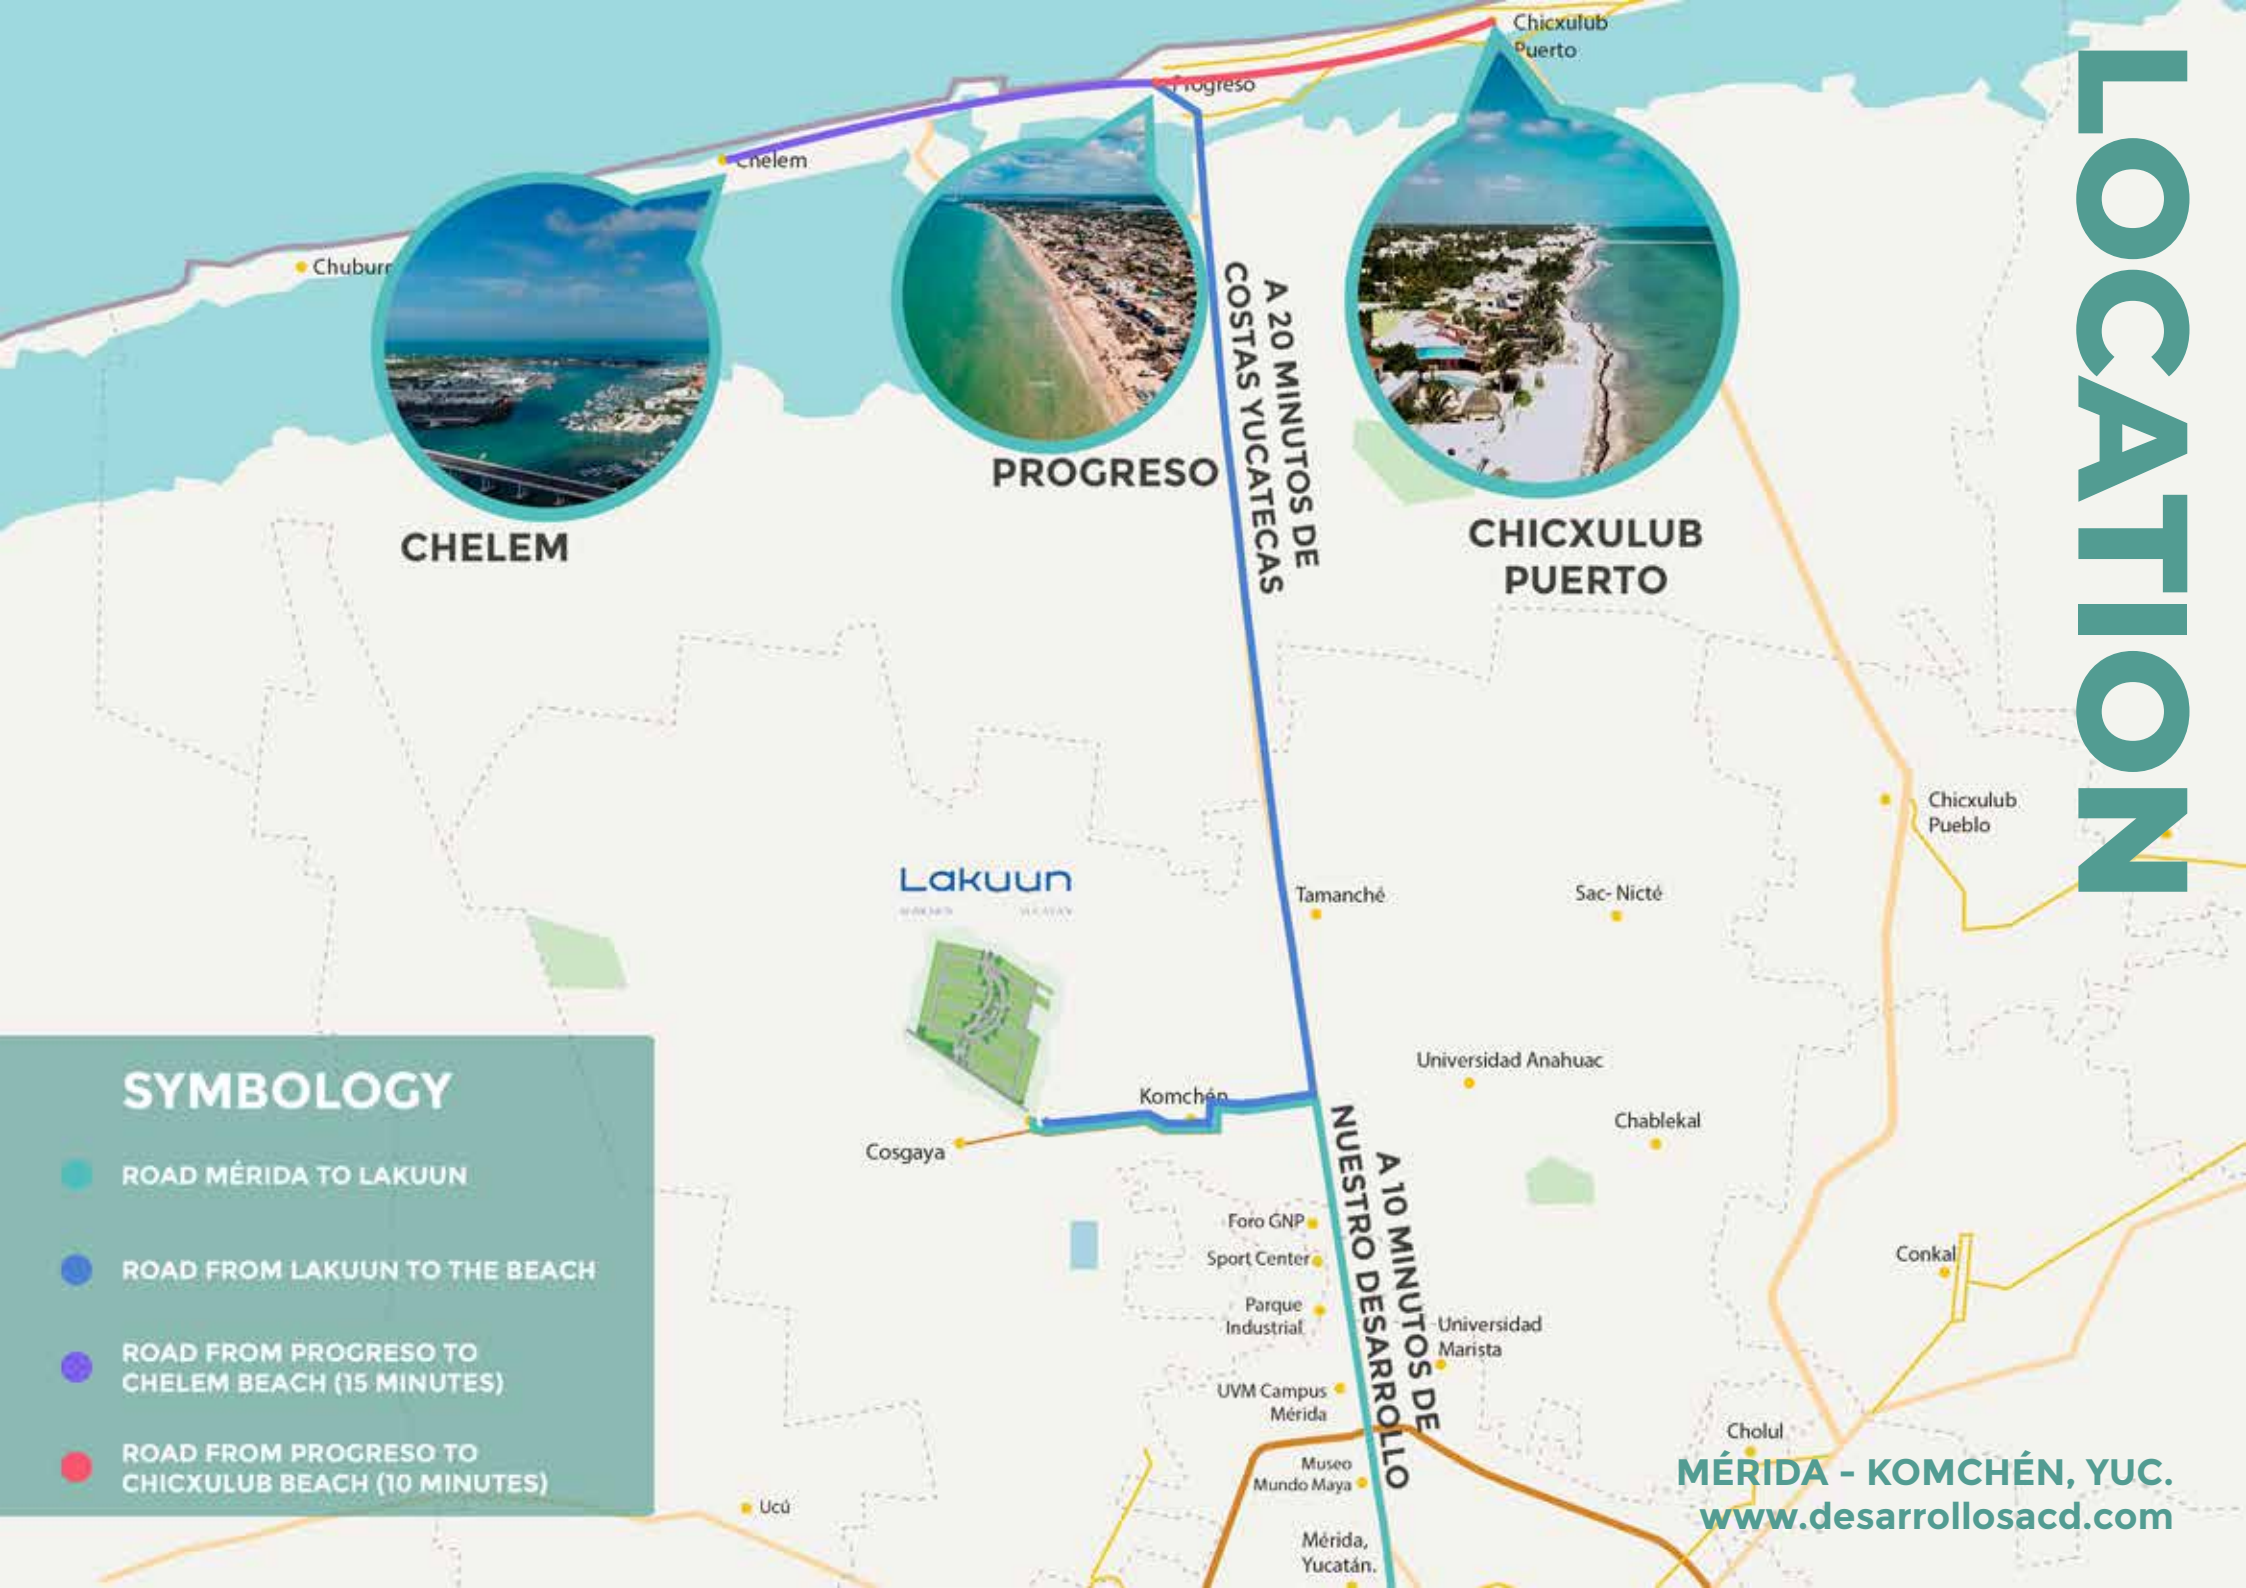 LOCATION
Chicxulub
Puerto
Progreso
Chelem
A 20 MINUTOS DE
COSTAS YUCATECAS
PROGRESO
CHELEM
CHICXULUB
PUERTO
Chicxulub
Pueblo
Lakuun
Tamanché
Sac- Nicté
Universidad Anahuac
Komchén
Cosgaya
Chablekal
A 10 MINUTOS DE
NUESTRO DESARROLLO
Foro GNP
Sport Center
Parque
Industrial
Universidad
Marista
UVM Campus
Mérida
Conkal
Cholul
Museo
Mundo Maya
Ucú
Mérida,
Yucatán.
SYMBOLOGY
ROAD MÉRIDA TO LAKUUN
ROAD FROM LAKUUN TO THE BEACH
ROAD FROM PROGRESO TO
CHELEM BEACH (15 MINUTES)
ROAD FROM PROGRESO TO
CHICXULUB BEACH (10 MINUTES)
MÉRIDA - KOMCHÉN, YUC.
www.desarrollosacd.com